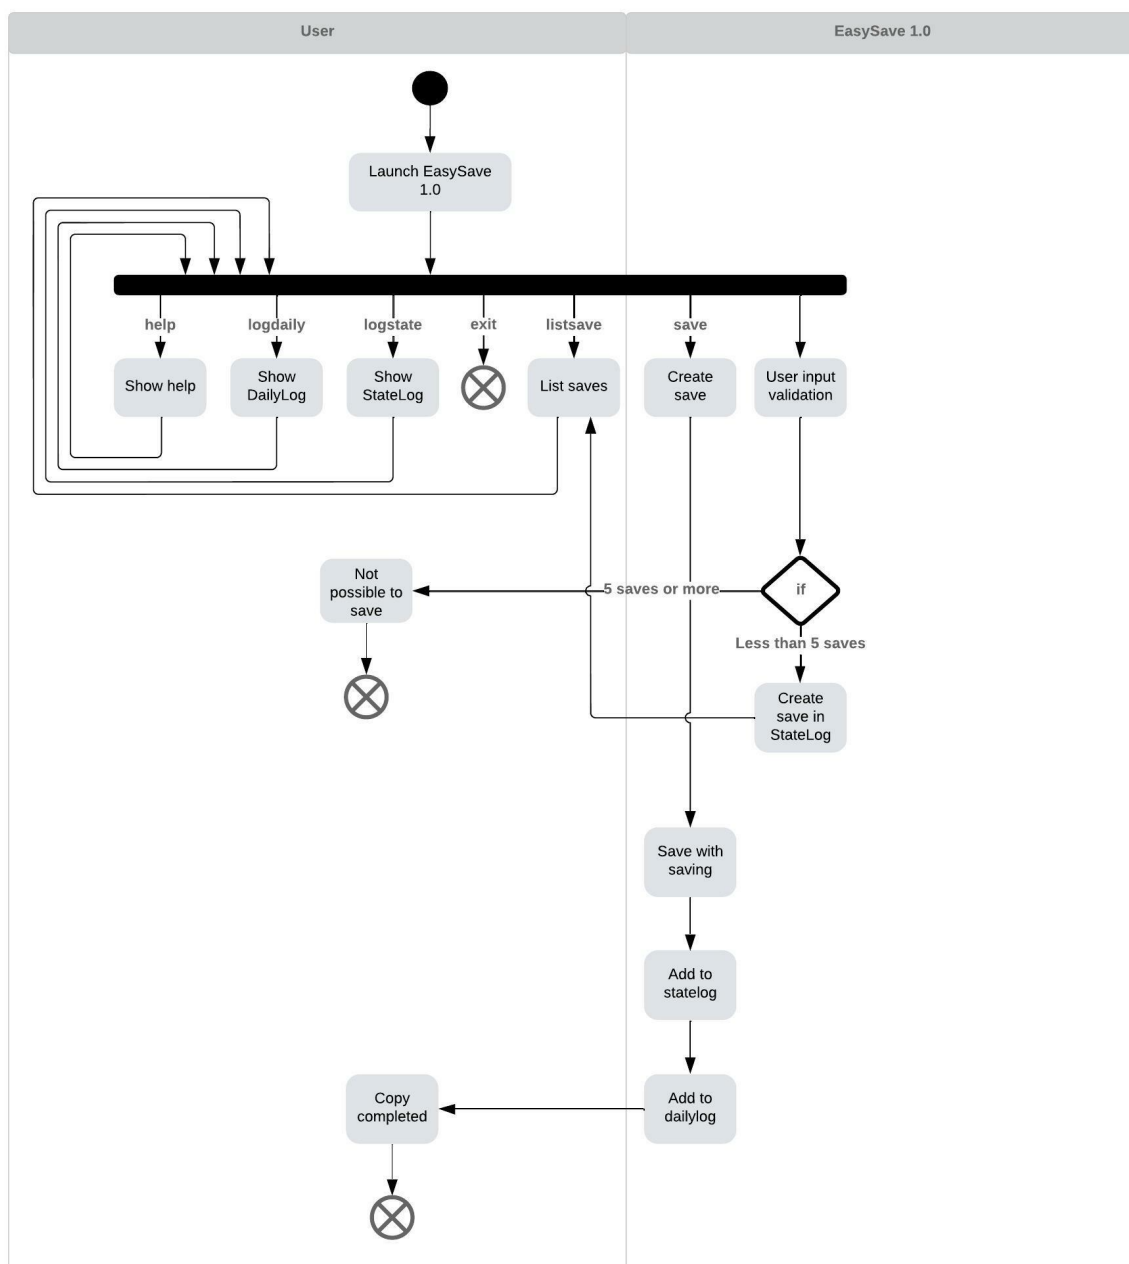 User
EasySave 1.0
Launch EasySave
1.0
help
logdaily
logstate
exit
listsave
save
Show help
Show
DailyLog
Show
StateLog
List saves
Create
save
User input
validation
Not
possible to
save
5 saves or more
if
Less than 5 saves
Create
save in
StateLog
Save with
saving
Add to
statelog
Copy
completed
Add to
dailylog